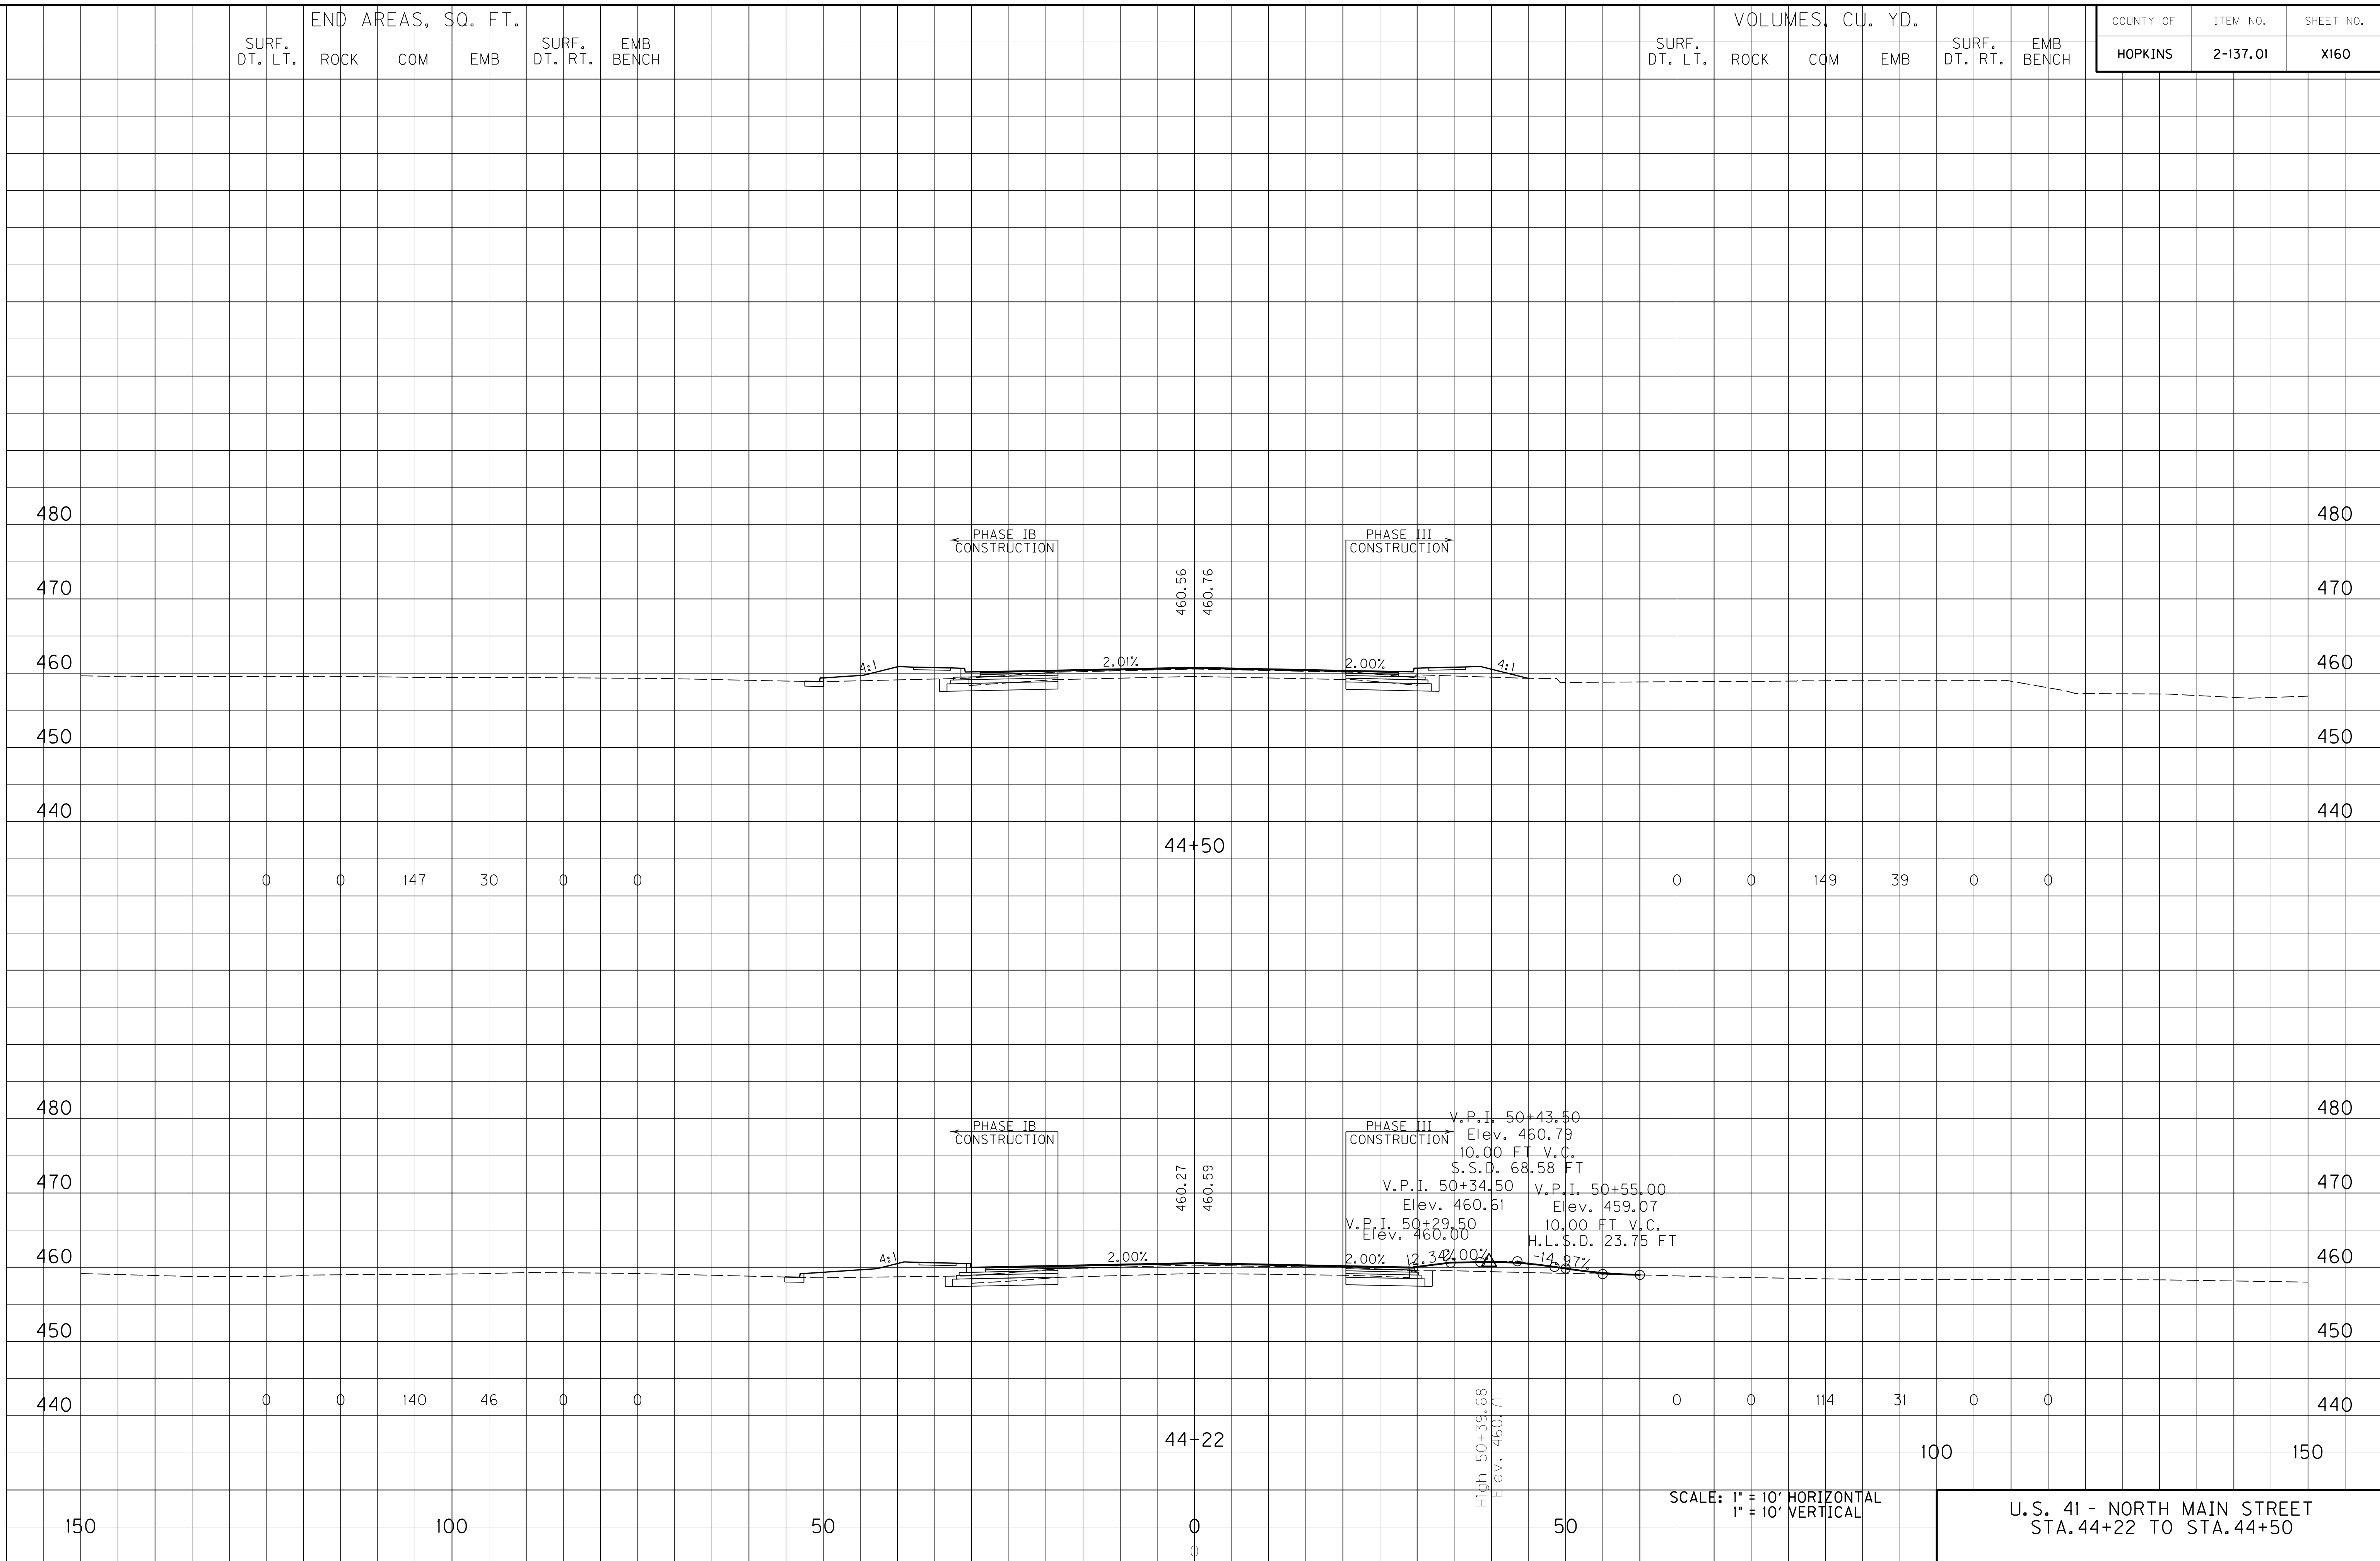 END AREAS, SQ. FT.
SURF. DT. LT. ROCK COM EMB SURF. DT. RT. EMB BENCH
VOLUMES, CU. YD.
SURF. DT. LT. ROCK COM EMB SURF. DT. RT. EMB BENCH
COUNTY OF ITEM NO. SHEET NO.
HOPKINS 2-137.01 X160
480 480
PHASE IB
CONSTRUCTION
PHASE III
CONSTRUCTION
470 460.56 460.76 470
460 4:1 2.01% 2.00% 4:1 460
450 450
440 440
44+50
0 0 147 30 0 0 0 0 149 39 0 0
480 480
PHASE IB
CONSTRUCTION
PHASE III
CONSTRUCTION
V.P.I. 50+43.50
Elev. 460.79
10.00 FT V.C.
S.S.D. 68.58 FT
470 460.27 460.59 470
V.P.I. 50+34.50
Elev. 460.61
V.P.I. 50+55.00
Elev. 459.07
10.00 FT V.C.
H.L.S.D. 23.75 FT
V.P.I. 50+29.50
Elev. 460.00
460 4:1 2.00% 2.00% 12.34% 2.00% -14.97% 460
450 450
440 440
0 0 140 46 0 0 0 0 114 31 0 0
High 50+39.68
Elev. 460.71
44+22
100 150
SCALE: 1" = 10' HORIZONTAL
1" = 10' VERTICAL
150 100 50 0 50
0
U.S. 41 - NORTH MAIN STREET
STA. 44+22 TO STA. 44+50